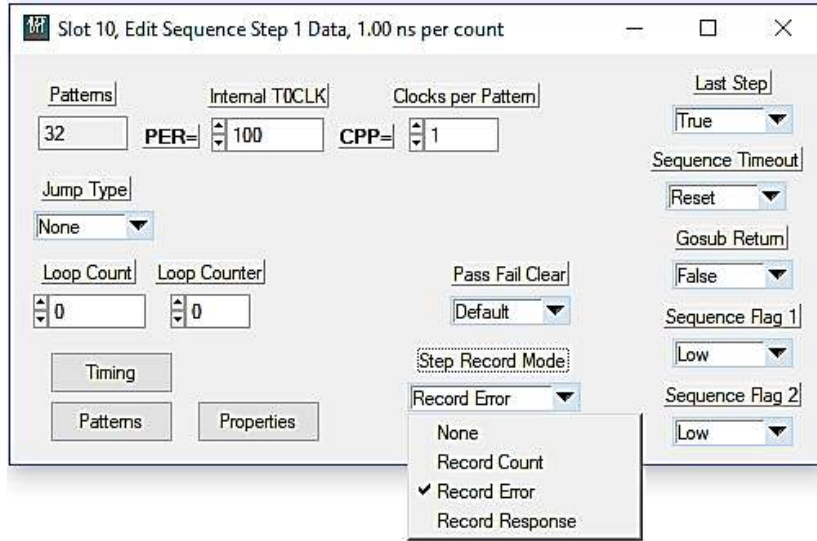 Slot 10, Edit Sequence Step 1 Data, 1.00 ns per count
Patterns
Internal T0CLK
Clocks per Pattern
Last Step
32
PER=
100
CPP=
1
True
Sequence Timeout
Reset
Jump Type
None
Gosub Return
False
Loop Count
Loop Counter
Pass Fail Clear
0
0
Default
Sequence Flag 1
Low
Timing
Step Record Mode
Record Error
Sequence Flag 2
Low
Patterns
Properties
None
Record Count
Record Error
Record Response